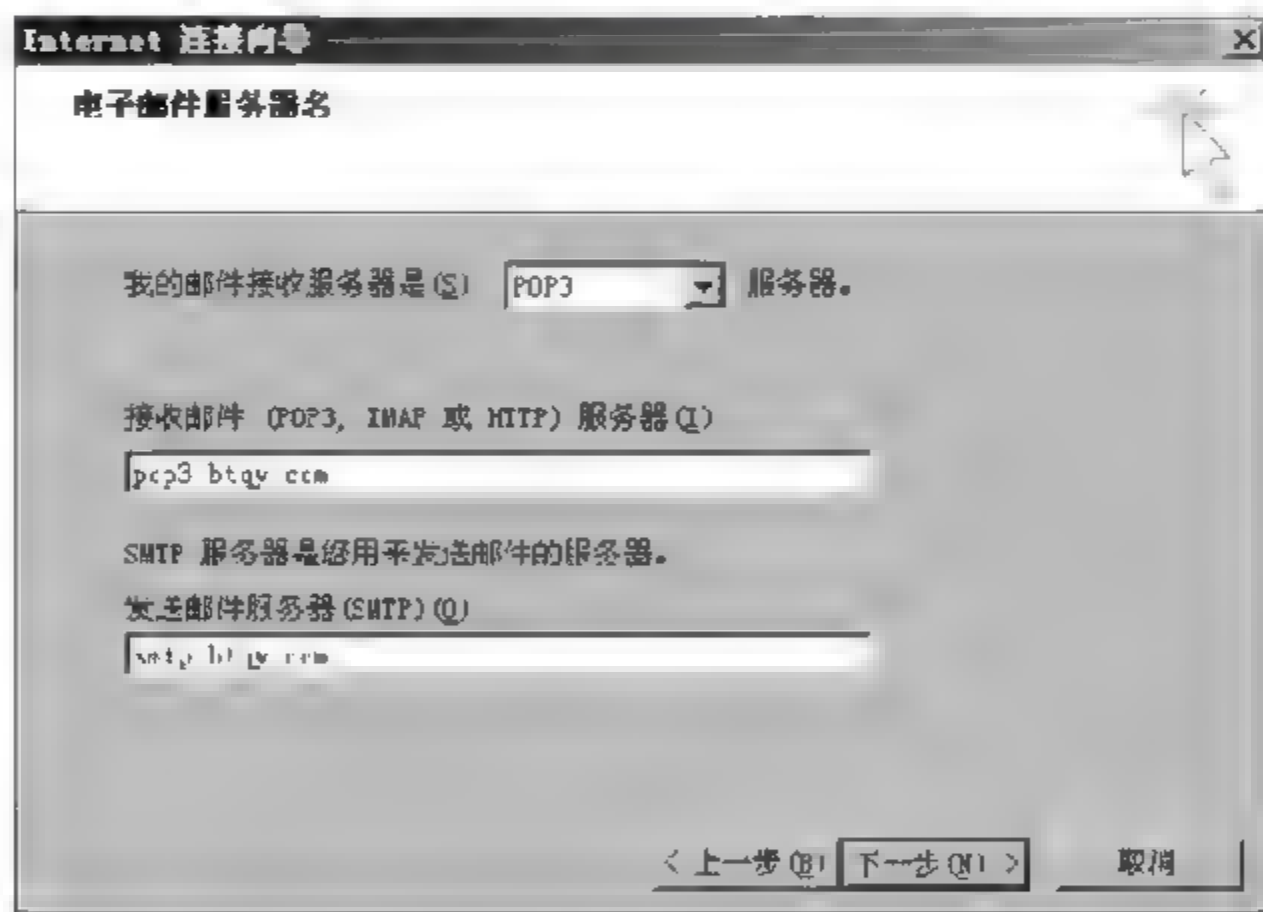 Internet 连接向导
电子邮件服务器名
我的邮件接收服务器是(S) POP3 服务器。
接收邮件 (POP3, IMAP 或 HTTP) 服务器(I)
SMTP 服务器是您用来发送邮件的服务器。
发送邮件服务器(SMTP)(O)
< 上一步(B) 下一步(N) > 取消